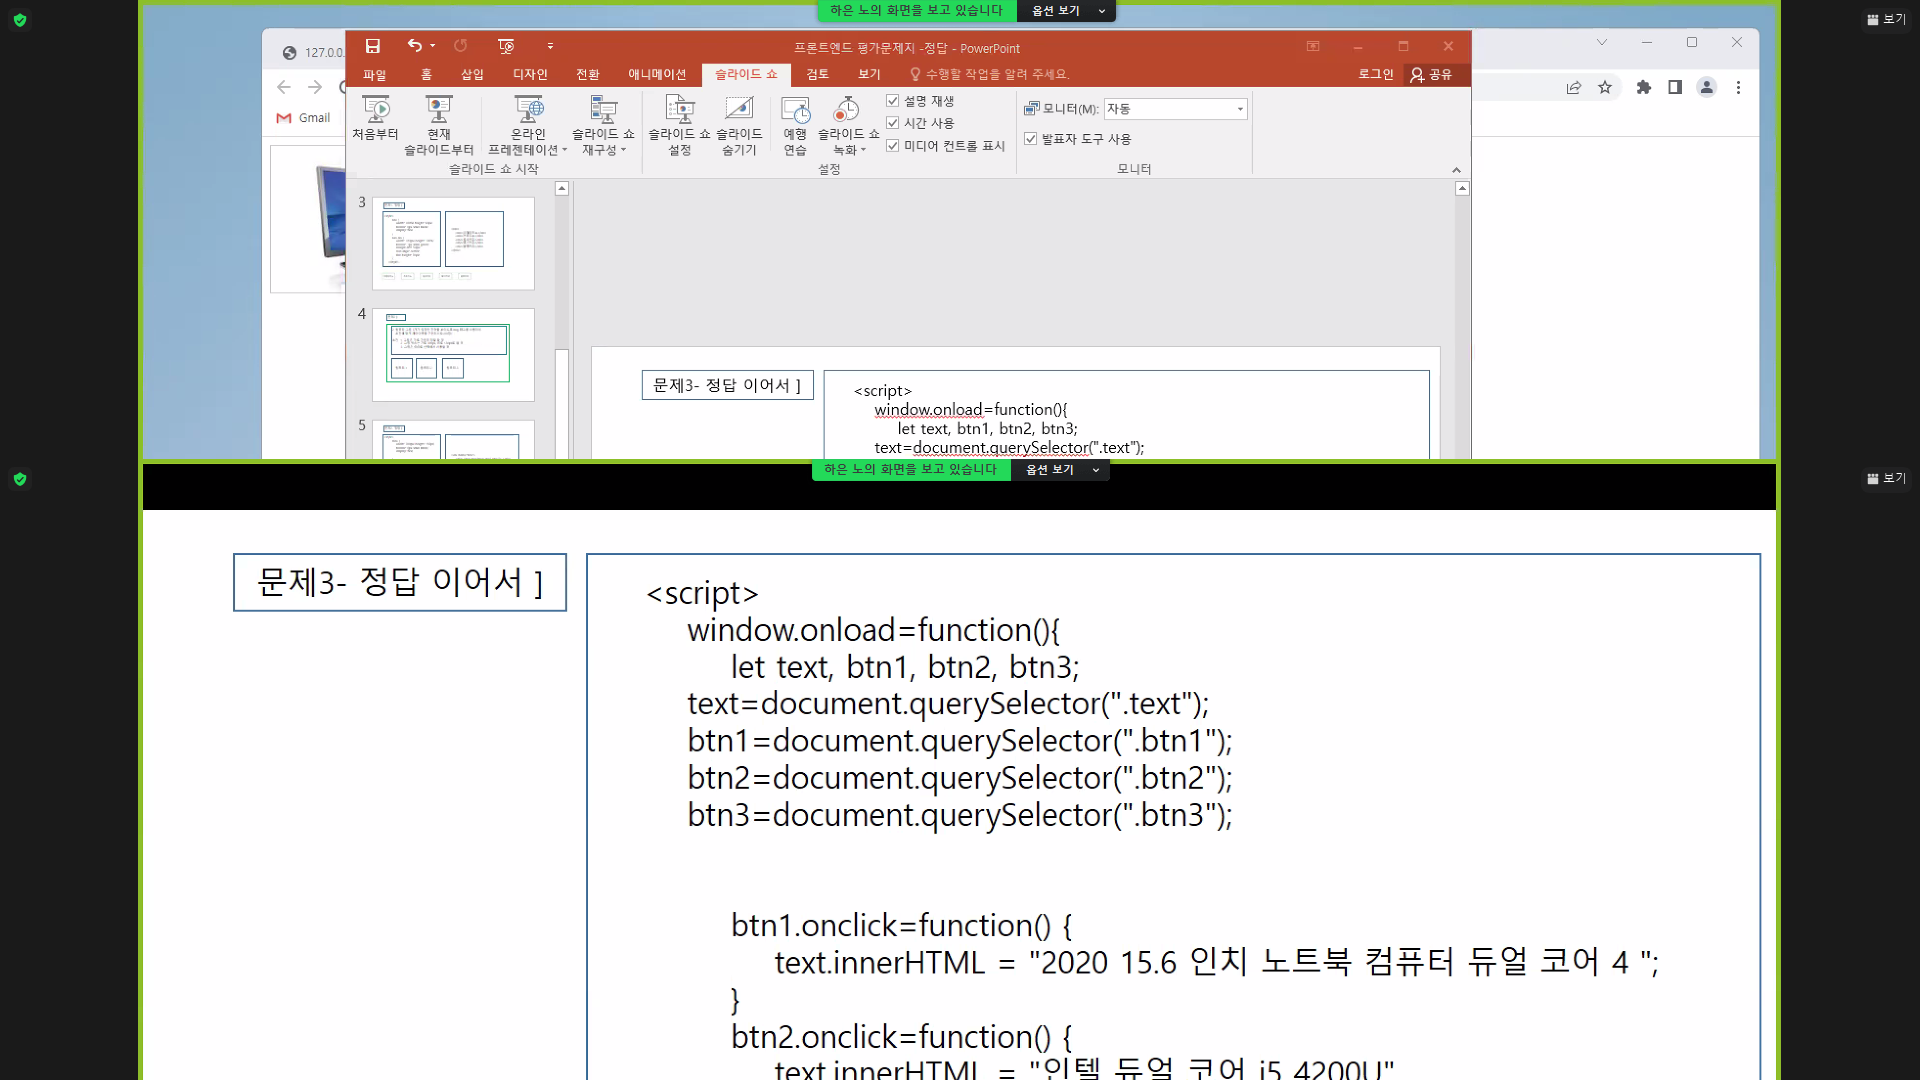 하은 노의 화면을 보고 있습니다
옵션 보기
보기
127.0.0.
프론트엔드 평가문제지 -정답 - PowerPoint
파일
홈
삽입
디자인
전환
애니메이션
슬라이드 쇼
검토
보기
수행할 작업을 알려 주세요.
로그인
공유
Gmail
처음부터
현재
슬라이드부터
온라인
프레젠테이션
슬라이드 쇼
재구성
슬라이드 쇼 시작
슬라이드 쇼
설정
슬라이드
숨기기
예행
연습
슬라이드 쇼
녹화
설명 재생
시간 사용
미디어 컨트롤 표시
설정
모니터(M):
자동
발표자 도구 사용
모니터
3
4
5
문제3- 정답 이어서 ]
<script>
window.onload=function(){
let text, btn1, btn2, btn3;
text=document.querySelector(".text");
하은 노의 화면을 보고 있습니다
옵션 보기
보기
문제3- 정답 이어서 ]
<script>
window.onload=function(){
let text, btn1, btn2, btn3;
text=document.querySelector(".text");
btn1=document.querySelector(".btn1");
btn2=document.querySelector(".btn2");
btn3=document.querySelector(".btn3");
btn1.onclick=function() {
text.innerHTML = "2020 15.6 인치 노트북 컴퓨터 듀얼 코어 4 ";
}
btn2.onclick=function() {
text.innerHTML = "인텔 듀얼 코어 i5 4200U"